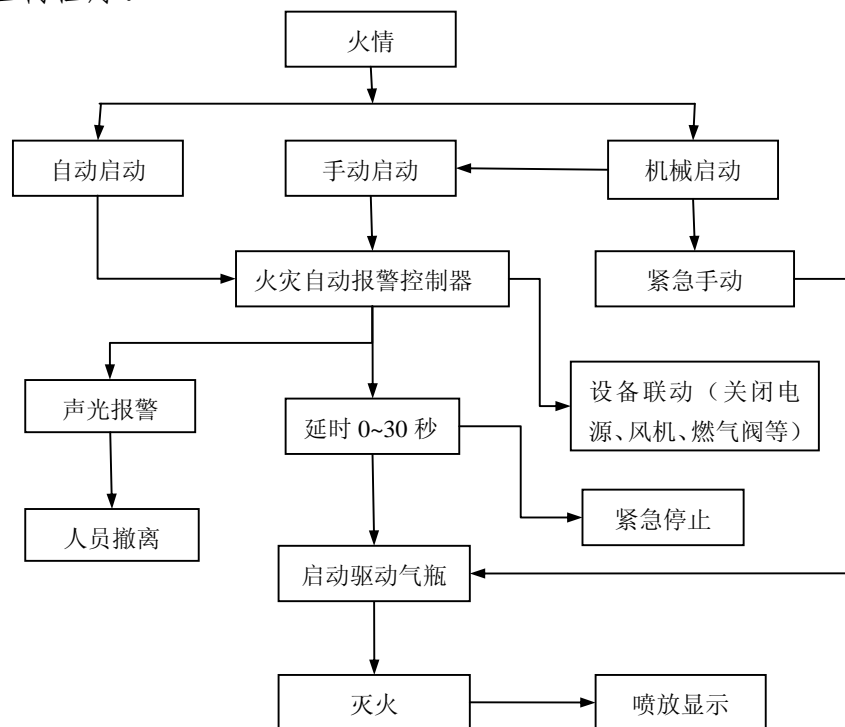 火情
自动启动
手动启动
机械启动
火灾自动报警控制器
紧急手动
声光报警
延时 0~30 秒
设备联动（关闭电
源、风机、燃气阀等）
人员撤离
紧急停止
启动驱动气瓶
灭火
喷放显示